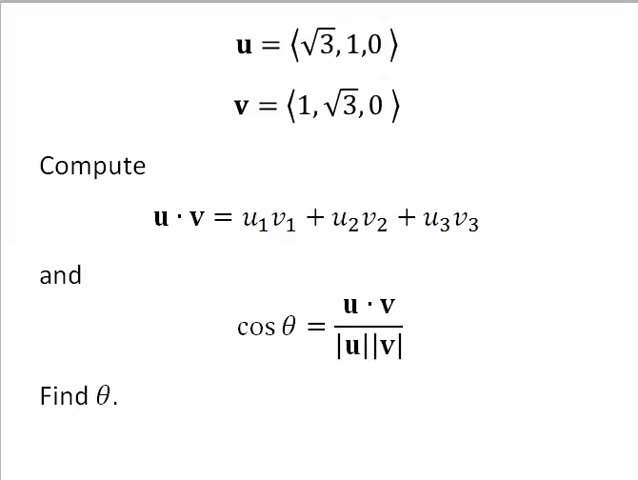 𝐮 = ⟨√3, 1,0 ⟩
𝐯 = ⟨1, √3, 0 ⟩
Compute
𝐮 · 𝐯 = u₁v₁ + u₂v₂ + u₃v₃
and
cos θ = 𝐮 · 𝐯 / |𝐮||𝐯|
Find θ.